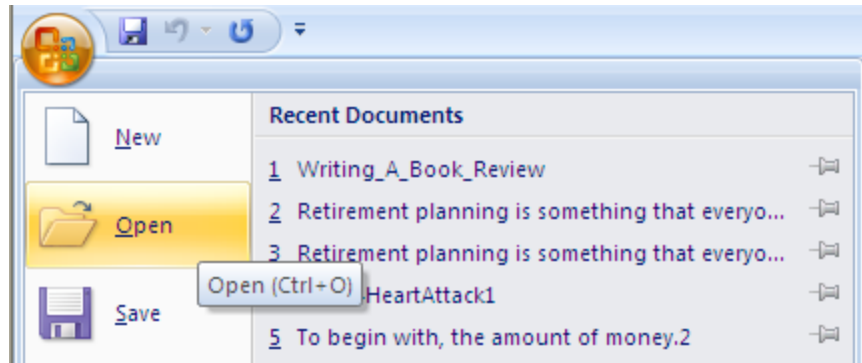 New
Open
Save
Open (Ctrl+O)
Recent Documents
1 Writing_A_Book_Review
2 Retirement planning is something that everyo...
3 Retirement planning is something that everyo...
HeartAttack1
5 To begin with, the amount of money.2